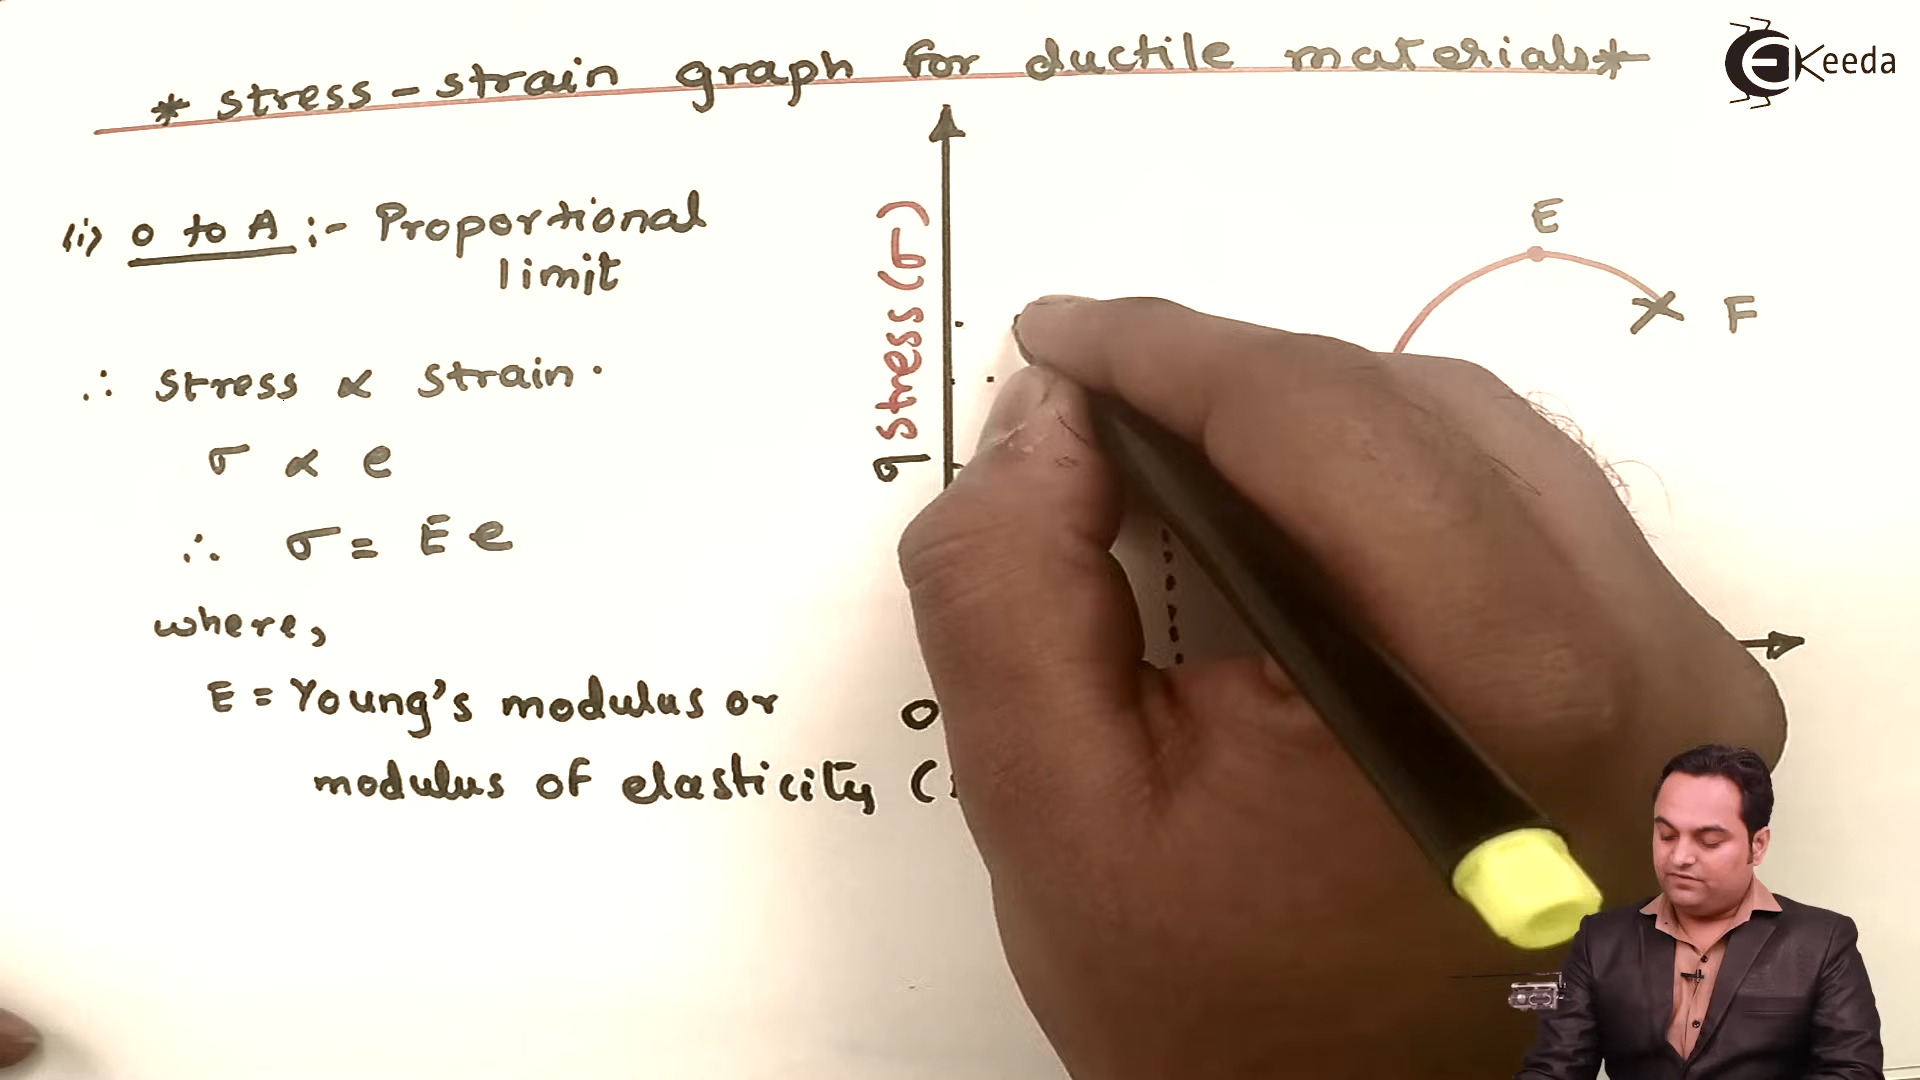 * stress - strain graph for ductile materials *
EKeeda
(i) O to A :- Proportional
limit
∴ stress ∝ strain.
σ ∝ e
∴ σ = E e
where,
E = Young's modulus or
modulus of elasticity (
stress (σ)
σ
E
F
O